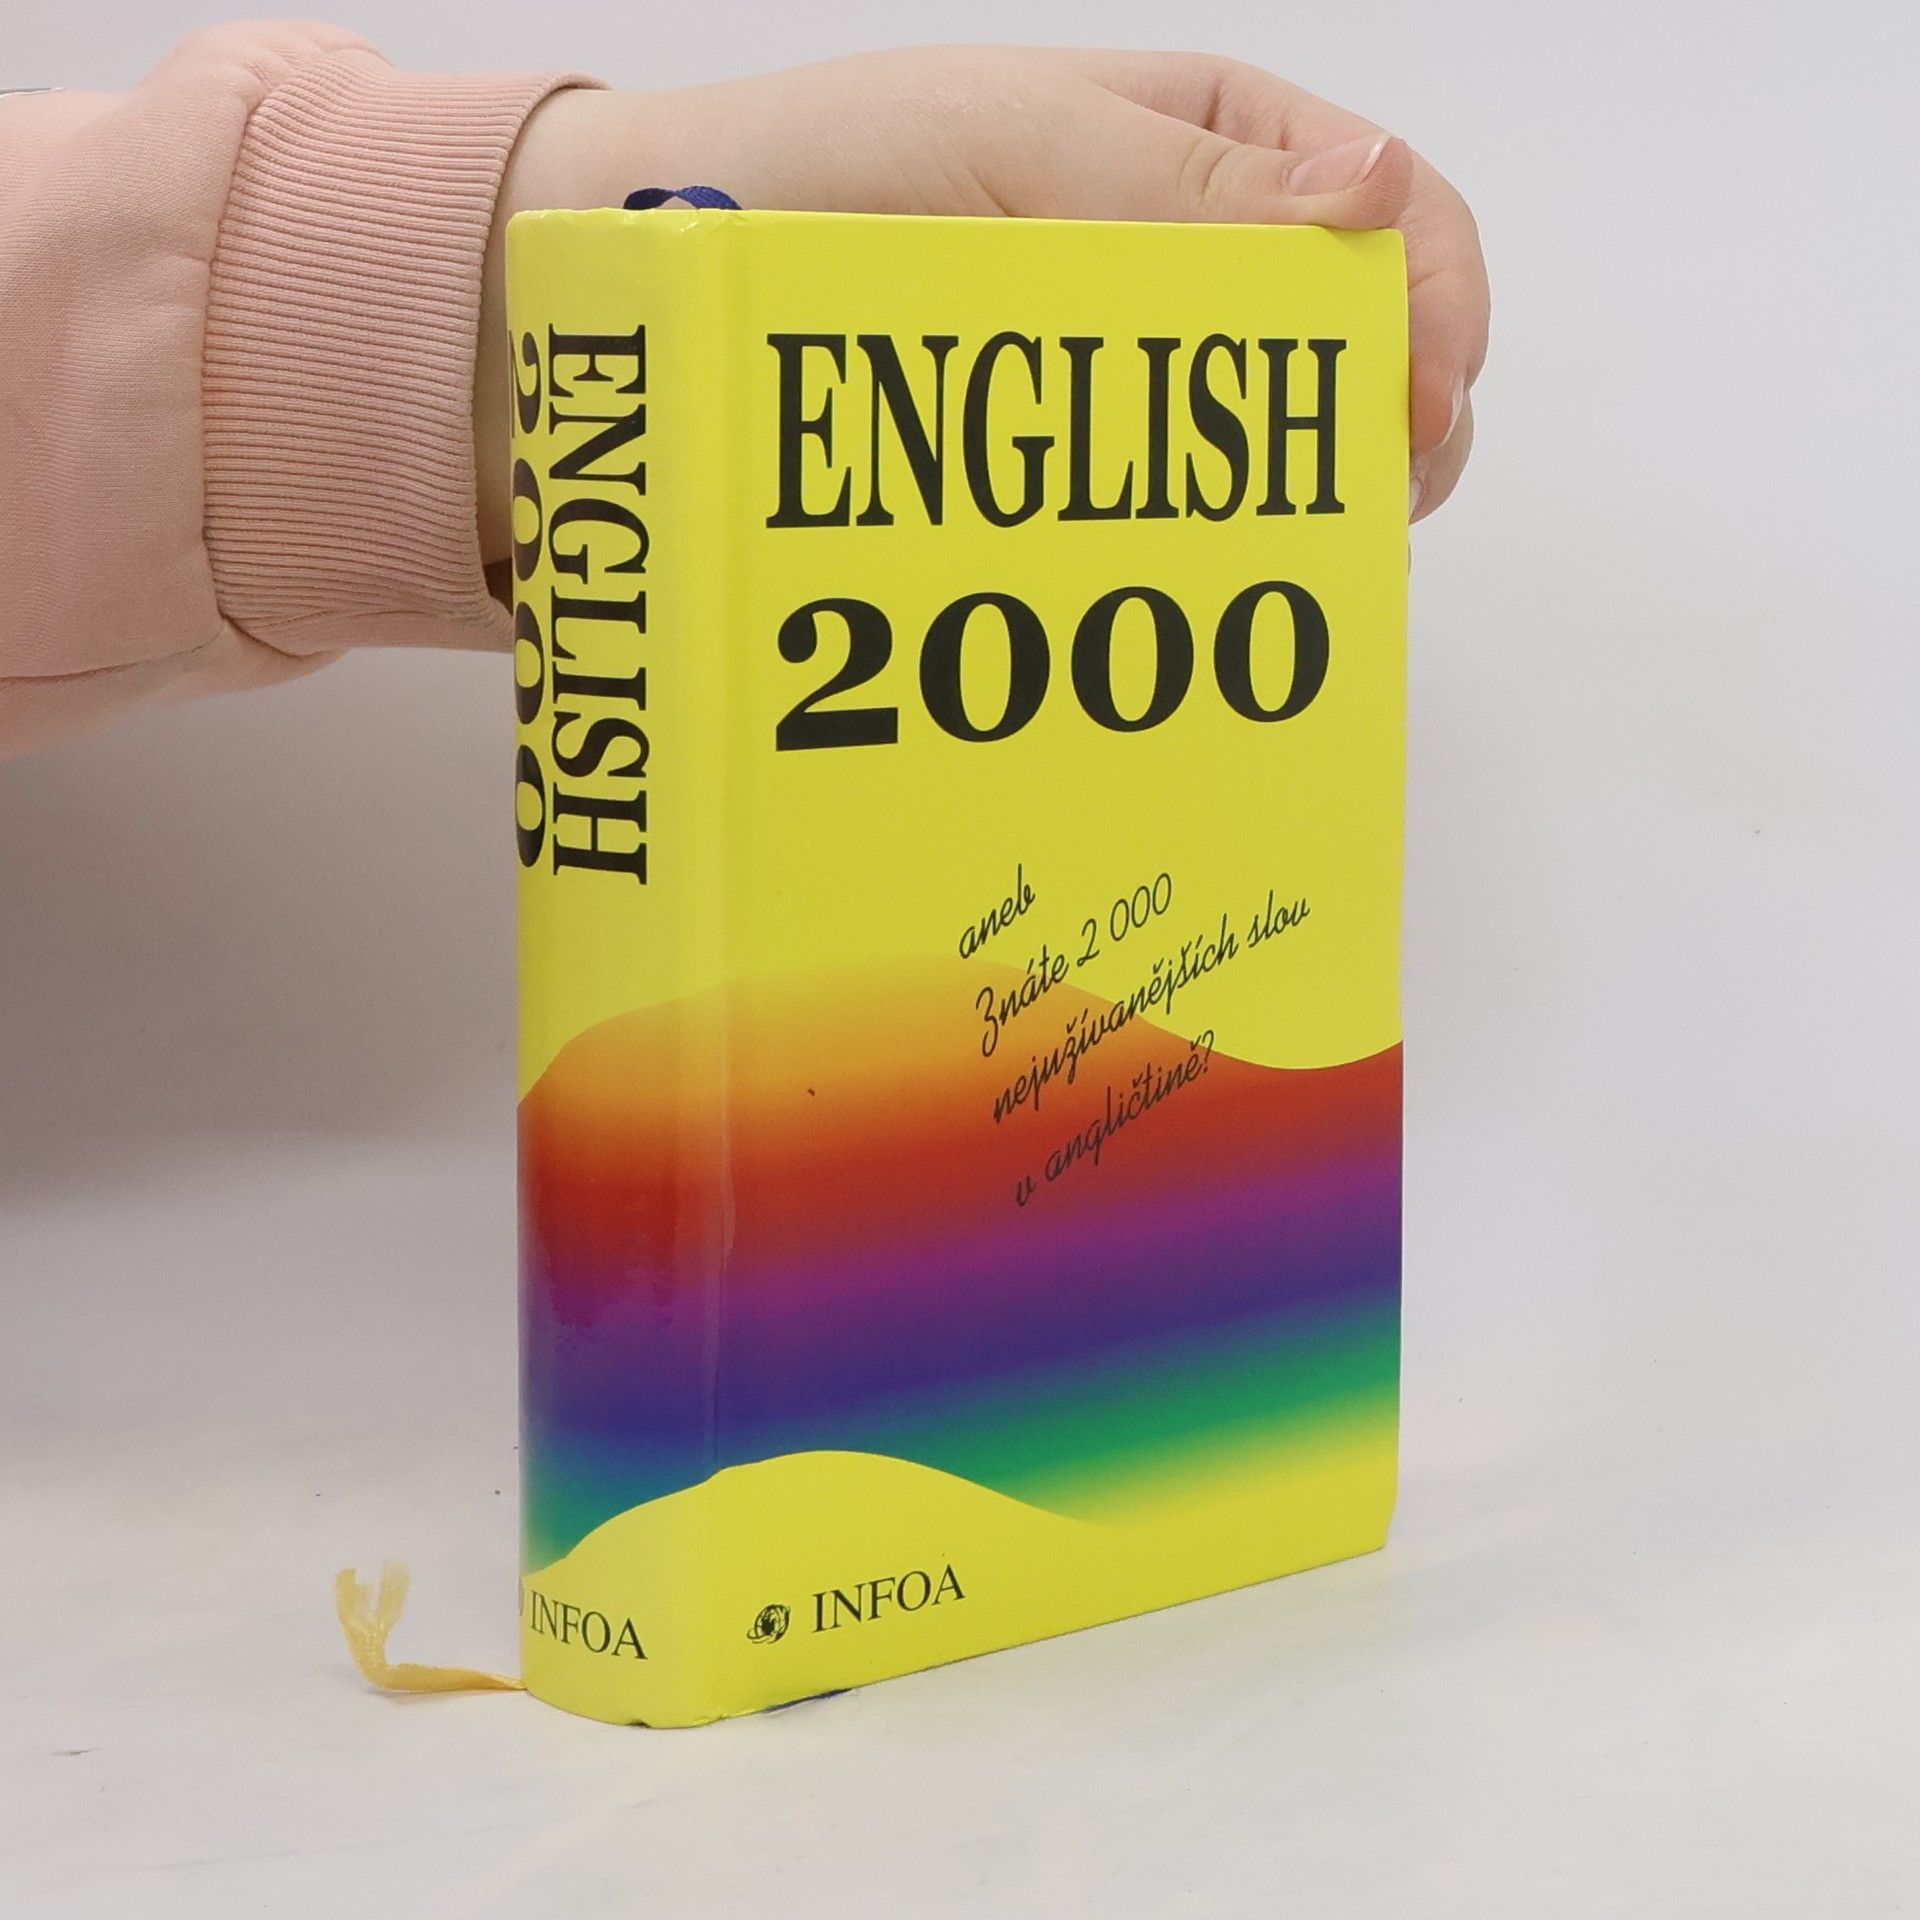 ENGLISH
2000
INFOA
ENGLISH
2000
aneb
Znáte 2 000
nejužívanějších slov
v angličtině?
INFOA